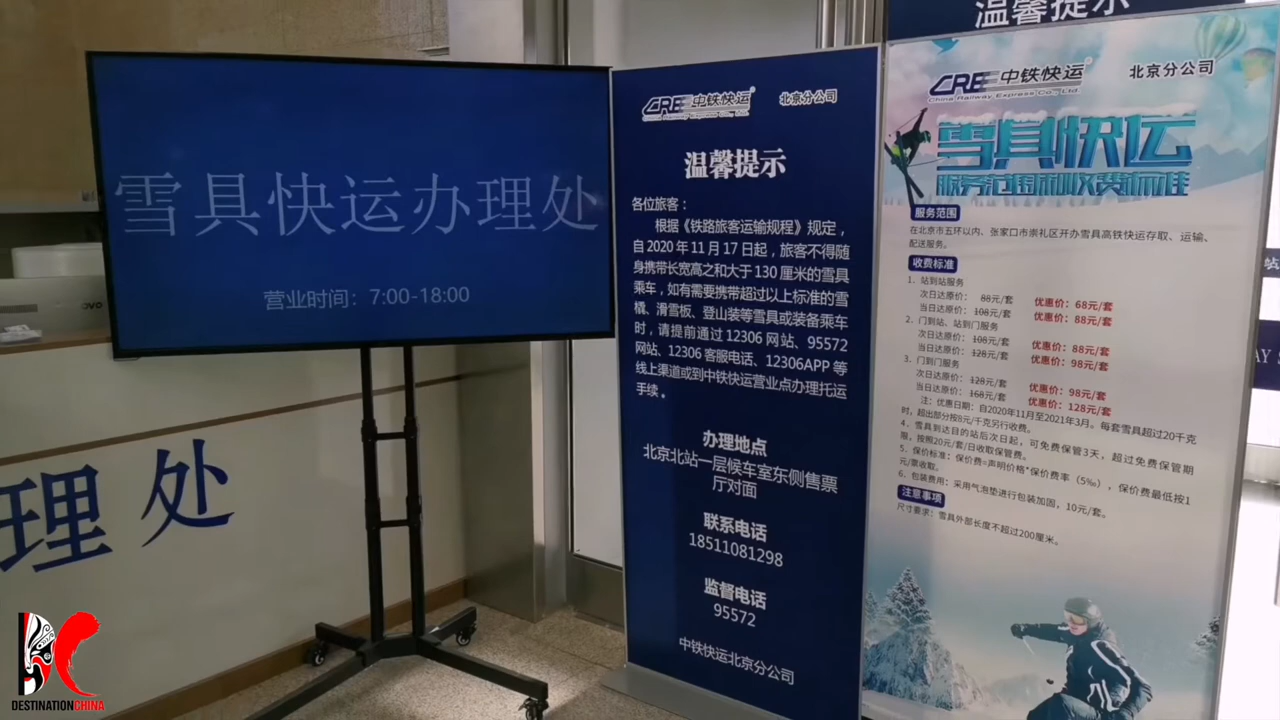 雪具快运办理处
营业时间：7:00-18:00
理处
CRE 中铁快运
China Railway Express Co., Ltd.
北京分公司
温馨提示
各位旅客：
根据《铁路旅客运输规程》规定，
自2020年11月17日起，旅客不得随
身携带长宽高之和大于130厘米的雪具
乘车，如有需要携带超过以上标准的雪
橇、滑雪板、登山装等雪具或装备乘车
时，请提前通过12306网站、95572
网站、12306客服电话、12306APP等
线上渠道或到中铁快运营业点办理托运
手续。
办理地点
北京北站一层候车室东侧售票
厅对面
联系电话
18511081298
监督电话
95572
中铁快运北京分公司
温馨提示
CRE 中铁快运
China Railway Express Co., Ltd.
北京分公司
雪具快运
服务范围和收费标准
服务范围
在北京市五环以内、张家口市崇礼区开办雪具高铁快运存取、运输、
配送服务。
收费标准
1．站到站服务
次日达原价：88元/套 优惠价：68元/套
当日达原价：108元/套 优惠价：88元/套
2．门到站、站到门服务
次日达原价：108元/套 优惠价：88元/套
当日达原价：128元/套 优惠价：98元/套
3．门到门服务
次日达原价：128元/套 优惠价：98元/套
当日达原价：168元/套 优惠价：128元/套
注：优惠日期：自2020年11月至2021年3月。每套雪具超过20千克
时，超出部分按8元/千克另行收费。
4．雪具到达目的站后次日起，可免费保管3天，超过免费保管期
限，按照20元/套/日收取保管费。
5．保价标准：保价费=声明价格*保价费率（5‰），保价费最低按1
元/票收取。
6．包装费用：采用气泡垫进行包装加固，10元/套。
注意事项
尺寸要求：雪具外部长度不超过200厘米。
DESTINATIONCHINA